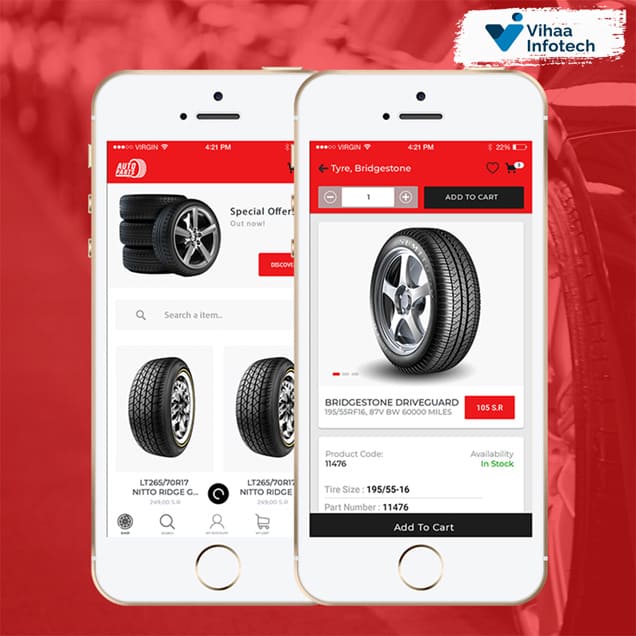 Vihaa
Infotech
VIRGIN
4:21 PM
AUTO
PARTS
Special Offer!
Out now!
DISCOVE
Search a item..
LT265/70R17
NITTO RIDGE G...
249,00 S.R
LT265/70R17
NITTO RIDGE
249,00 S.R
SHOP
SEARCH
MY ACCOUNT
MY CART
VIRGIN
4:21 PM
22%
Tyre, Bridgestone
3
1
ADD TO CART
BRIDGESTONE DRIVEGUARD
195/55RF16, 87V BW 60000 MILES
105 S.R
Product Code:
Availability
11476
In Stock
Tire Size : 195/55-16
Part Number : 11476
Add To Cart